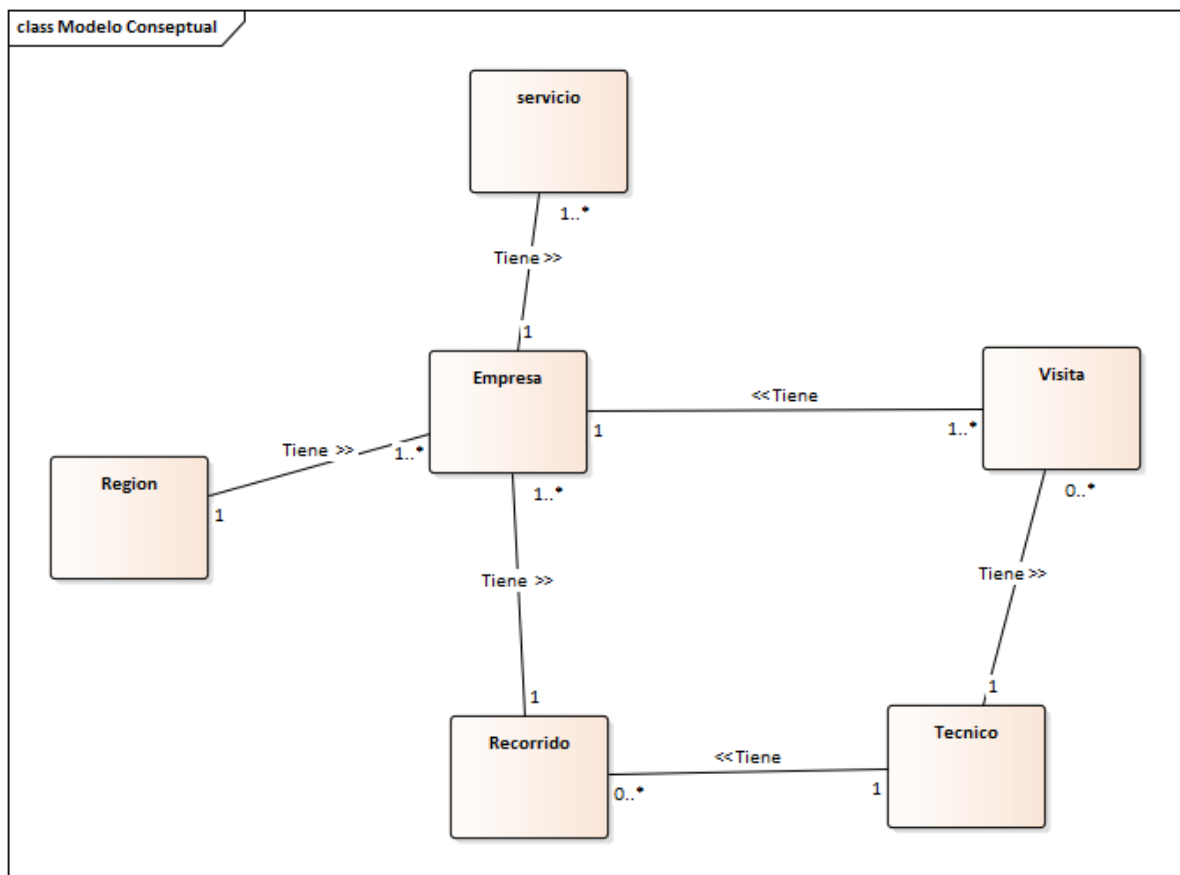 class Modelo Conseptual
servicio
1..*
Tiene >>
1
Empresa
<<Tiene
Visita
1
1..*
Tiene >>
1..*
Region
1
1..*
0..*
Tiene >>
Tiene >>
1
1
Recorrido
<<Tiene
Tecnico
0..*
1